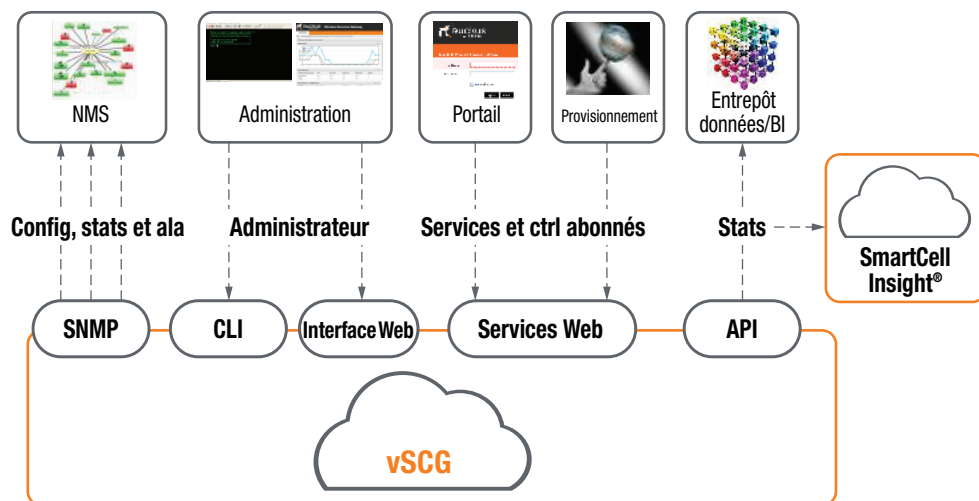 NMS
Administration
Portail
Provisionnement
Entrepôt
données/BI
Config, stats et ala
Administrateur
Services et ctrl abonnés
Stats
SmartCell
Insight®
SNMP
CLI
Interface Web
Services Web
API
vSCG